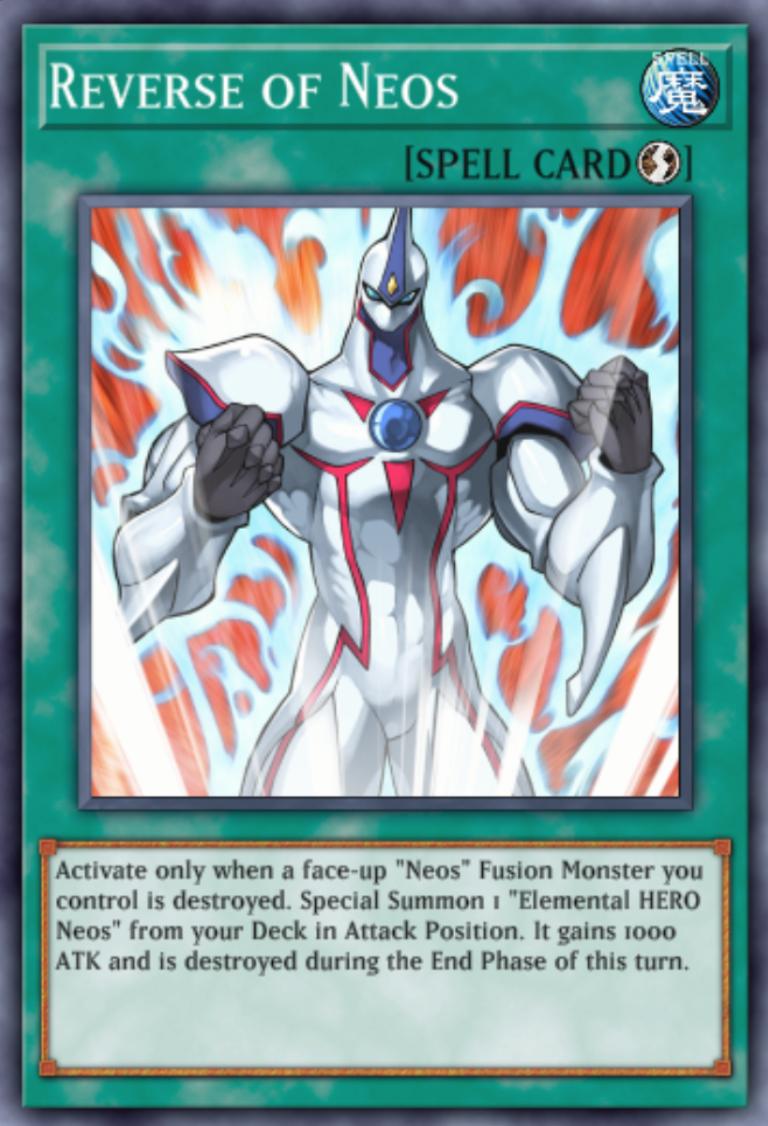 REVERSE OF NEOS
SPELL
魔
[SPELL CARD]
Activate only when a face-up "Neos" Fusion Monster you
control is destroyed. Special Summon 1 "Elemental HERO
Neos" from your Deck in Attack Position. It gains 1000
ATK and is destroyed during the End Phase of this turn.